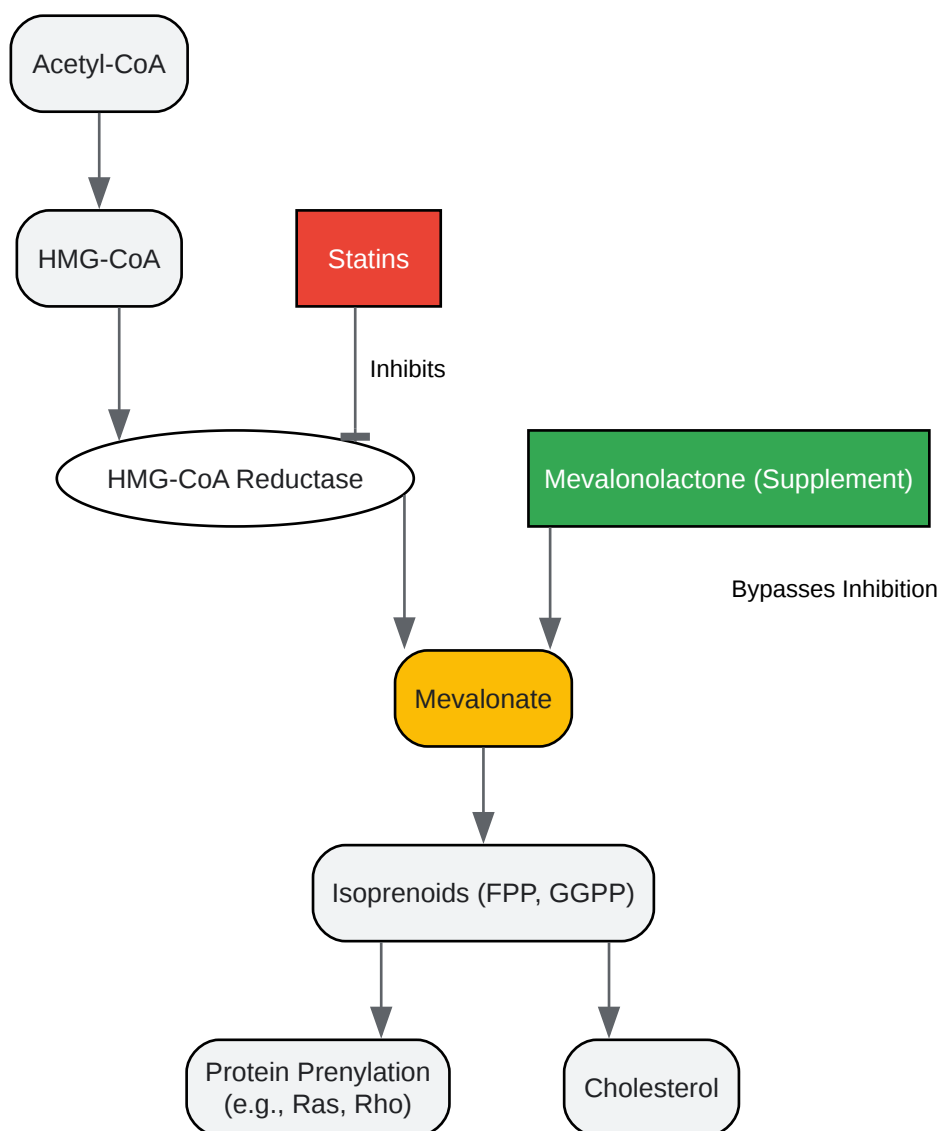 Acetyl-CoA
HMG-CoA
Statins
Inhibits
HMG-CoA Reductase
Mevalonolactone (Supplement)
Bypasses Inhibition
Mevalonate
Isoprenoids (FPP, GGPP)
Protein Prenylation
(e.g., Ras, Rho)
Cholesterol